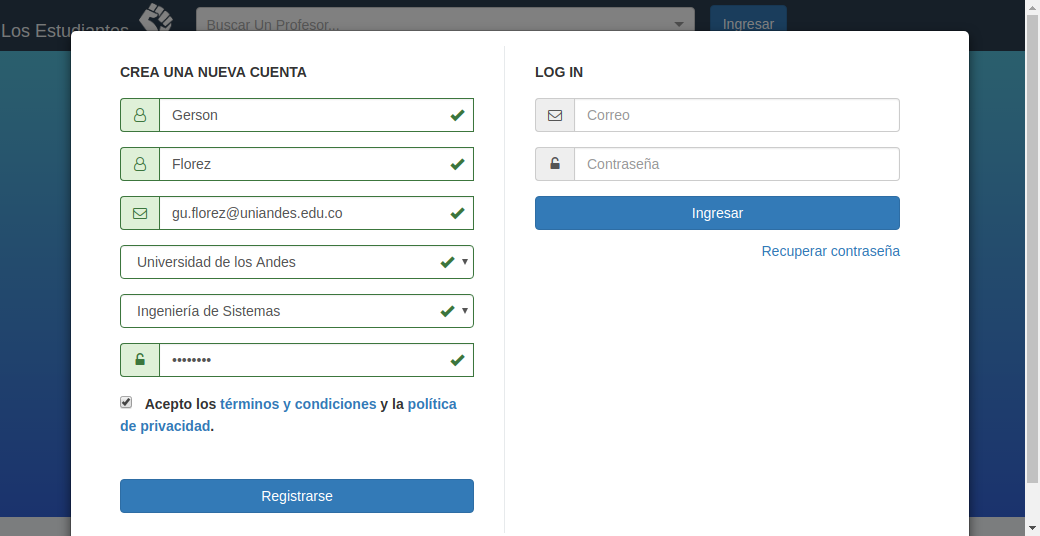 Los Estudiantes
Buscar Un Profesor...
Ingresar
CREA UNA NUEVA CUENTA
Gerson
Florez
gu.florez@uniandes.edu.co
Universidad de los Andes
Ingeniería de Sistemas
••••••••
Acepto los términos y condiciones y la política
de privacidad.
Registrarse
LOG IN
Correo
Contraseña
Ingresar
Recuperar contraseña